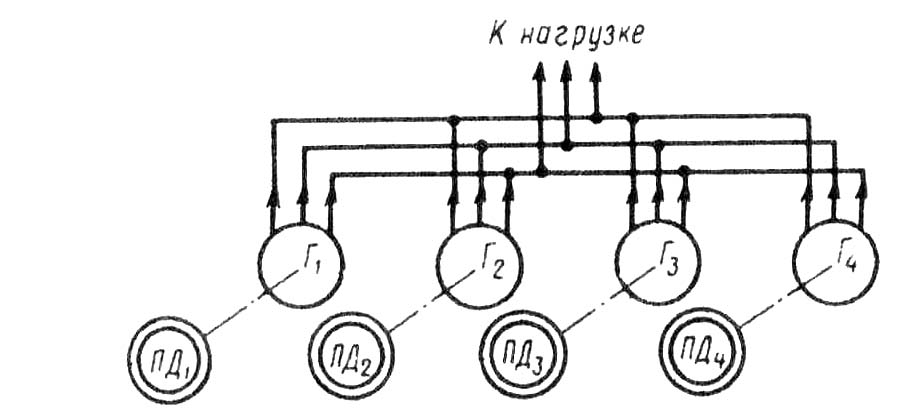 К нагрузке
Г1 Г2 Г3 Г4
ПД1 ПД2 ПД3 ПД4